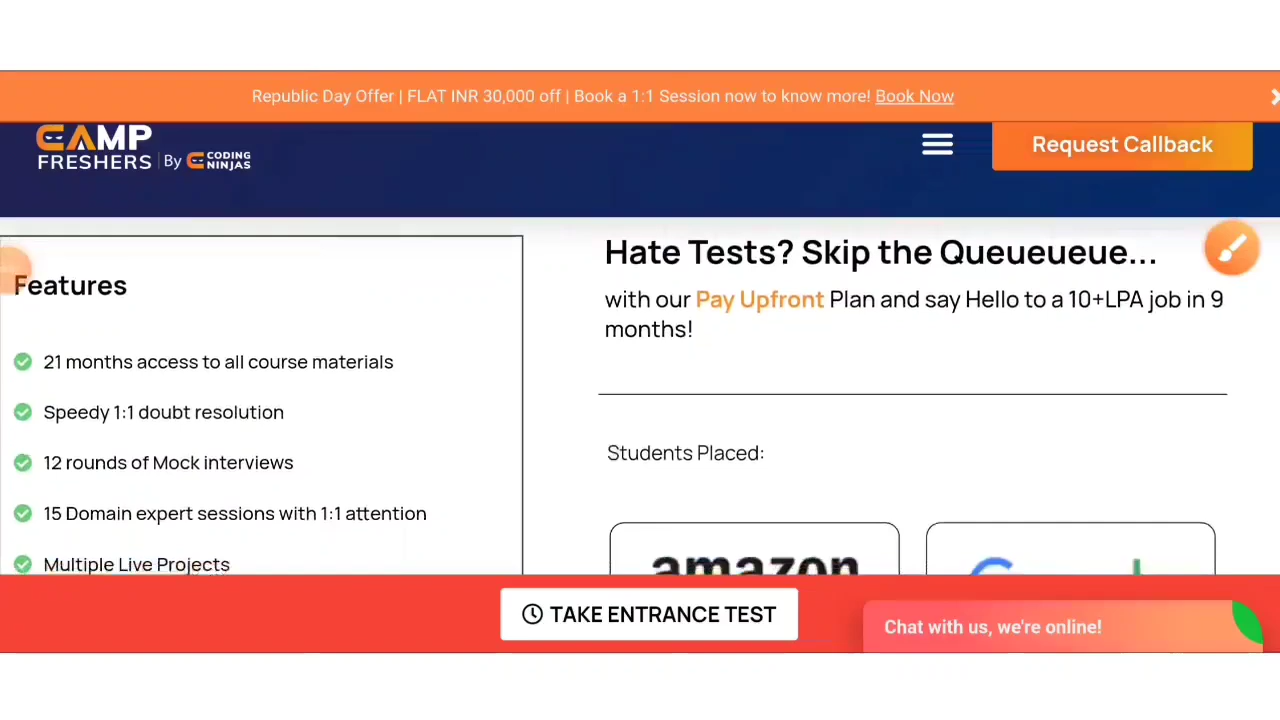 Republic Day Offer | FLAT INR 30,000 off | Book a 1:1 Session now to know more! Book Now
CAMP
FRESHERS | By CODING NINJAS
Request Callback
Features
21 months access to all course materials
Speedy 1:1 doubt resolution
12 rounds of Mock interviews
15 Domain expert sessions with 1:1 attention
Multiple Live Projects
Hate Tests? Skip the Queueueue...
with our Pay Upfront Plan and say Hello to a 10+LPA job in 9
months!
Students Placed:
amazon
TAKE ENTRANCE TEST
Chat with us, we're online!